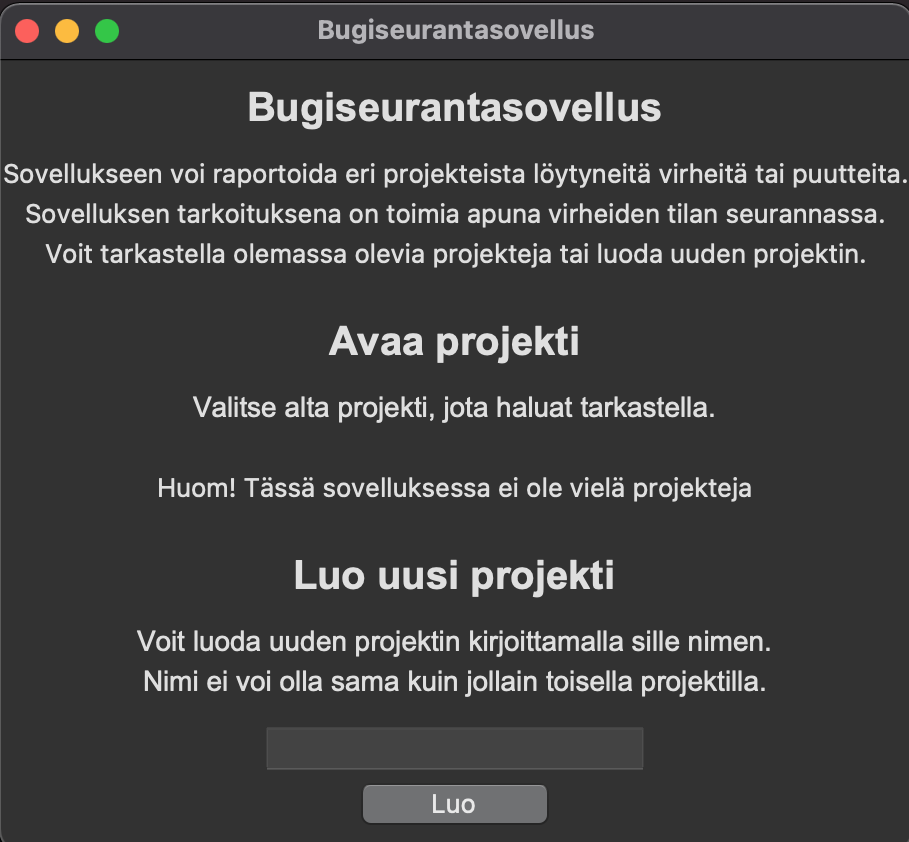 Bugiseurantasovellus
Bugiseurantasovellus
Sovellukseen voi raportoida eri projekteista löytyneitä virheitä tai puutteita.
Sovelluksen tarkoituksena on toimia apuna virheiden tilan seurannassa.
Voit tarkastella olemassa olevia projekteja tai luoda uuden projektin.
Avaa projekti
Valitse alta projekti, jota haluat tarkastella.
Huom! Tässä sovelluksessa ei ole vielä projekteja
Luo uusi projekti
Voit luoda uuden projektin kirjoittamalla sille nimen.
Nimi ei voi olla sama kuin jollain toisella projektilla.
Luo